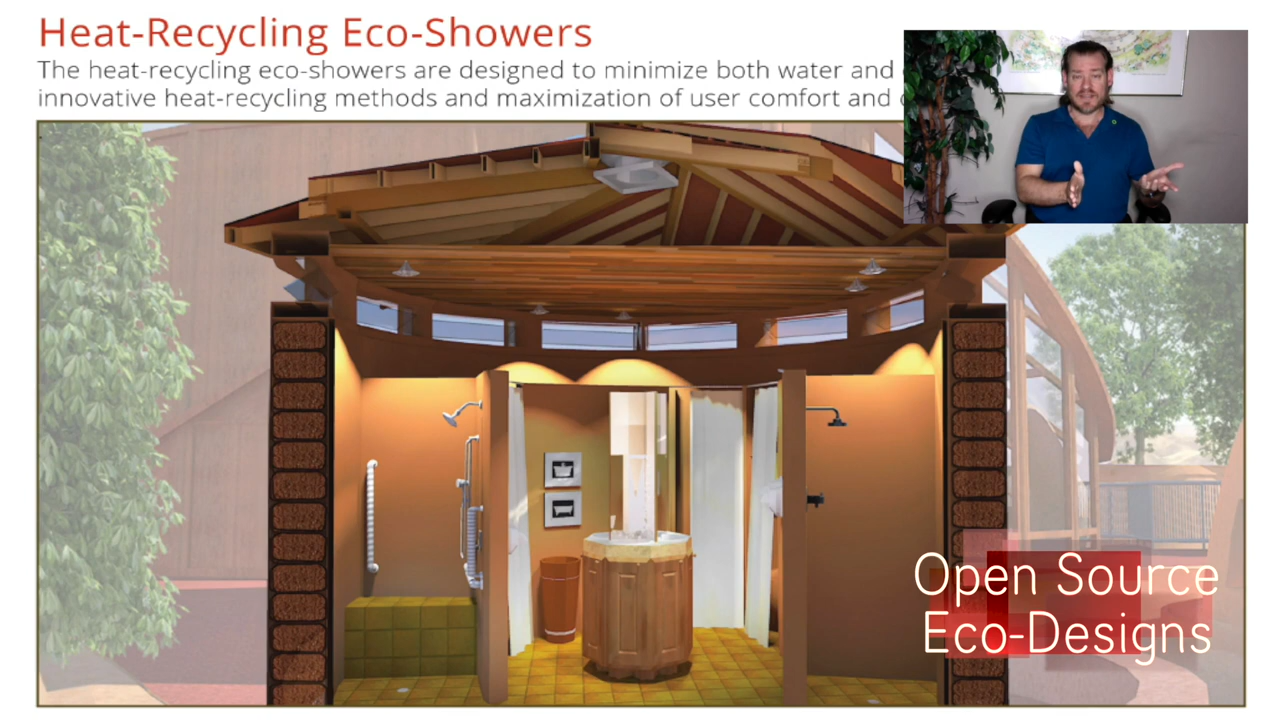 Heat-Recycling Eco-Showers
The heat-recycling eco-showers are designed to minimize both water and
innovative heat-recycling methods and maximization of user comfort and
Open Source
Eco-Designs